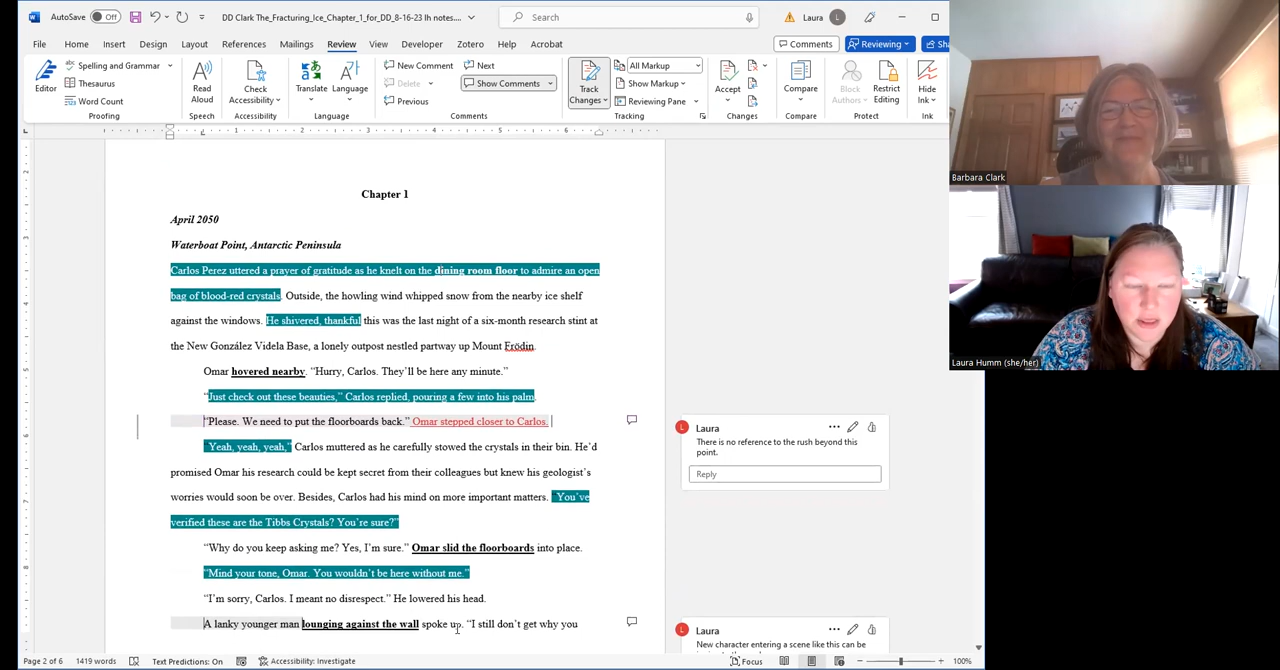 AutoSave Off DD Clark The_Fracturing_Ice_Chapter_1_for_DD_8-16-23 lh notes.... Search Laura L
File Home Insert Design Layout References Mailings Review View Developer Zotero Help Acrobat Comments Reviewing Sha
Editor
Spelling and Grammar
Thesaurus
Word Count
Proofing
Read
Aloud
Speech
Check
Accessibility
Accessibility
Translate
Language
Language
New Comment
Delete
Previous
Next
Show Comments
Comments
Track
Changes
All Markup
Show Markup
Reviewing Pane
Tracking
Accept
Changes
Compare
Compare
Block
Authors
Restrict
Editing
Protect
Hide
Ink
Ink
Barbara Clark
Laura Humm (she/her)
Chapter 1
April 2050
Waterboat Point, Antarctic Peninsula
Carlos Perez uttered a prayer of gratitude as he knelt on the dining room floor to admire an open
bag of blood-red crystals. Outside, the howling wind whipped snow from the nearby ice shelf
against the windows. He shivered, thankful this was the last night of a six-month research stint at
the New González Videla Base, a lonely outpost nestled partway up Mount Frödin.
Omar hovered nearby. “Hurry, Carlos. They’ll be here any minute.”
“Just check out these beauties,” Carlos replied, pouring a few into his palm.
“Please. We need to put the floorboards back.” Omar stepped closer to Carlos.
“Yeah, yeah, yeah,” Carlos muttered as he carefully stowed the crystals in their bin. He’d
promised Omar his research could be kept secret from their colleagues but knew his geologist’s
worries would soon be over. Besides, Carlos had his mind on more important matters. “You’ve
verified these are the Tibbs Crystals? You’re sure?”
“Why do you keep asking me? Yes, I’m sure.” Omar slid the floorboards into place.
“Mind your tone, Omar. You wouldn’t be here without me.”
“I’m sorry, Carlos. I meant no disrespect.” He lowered his head.
A lanky younger man lounging against the wall spoke up. “I still don’t get why you
L Laura
There is no reference to the rush beyond this
point.
Reply
L Laura
New character entering a scene like this can be
Page 2 of 6 1419 words Text Predictions: On Accessibility: Investigate Focus 100%